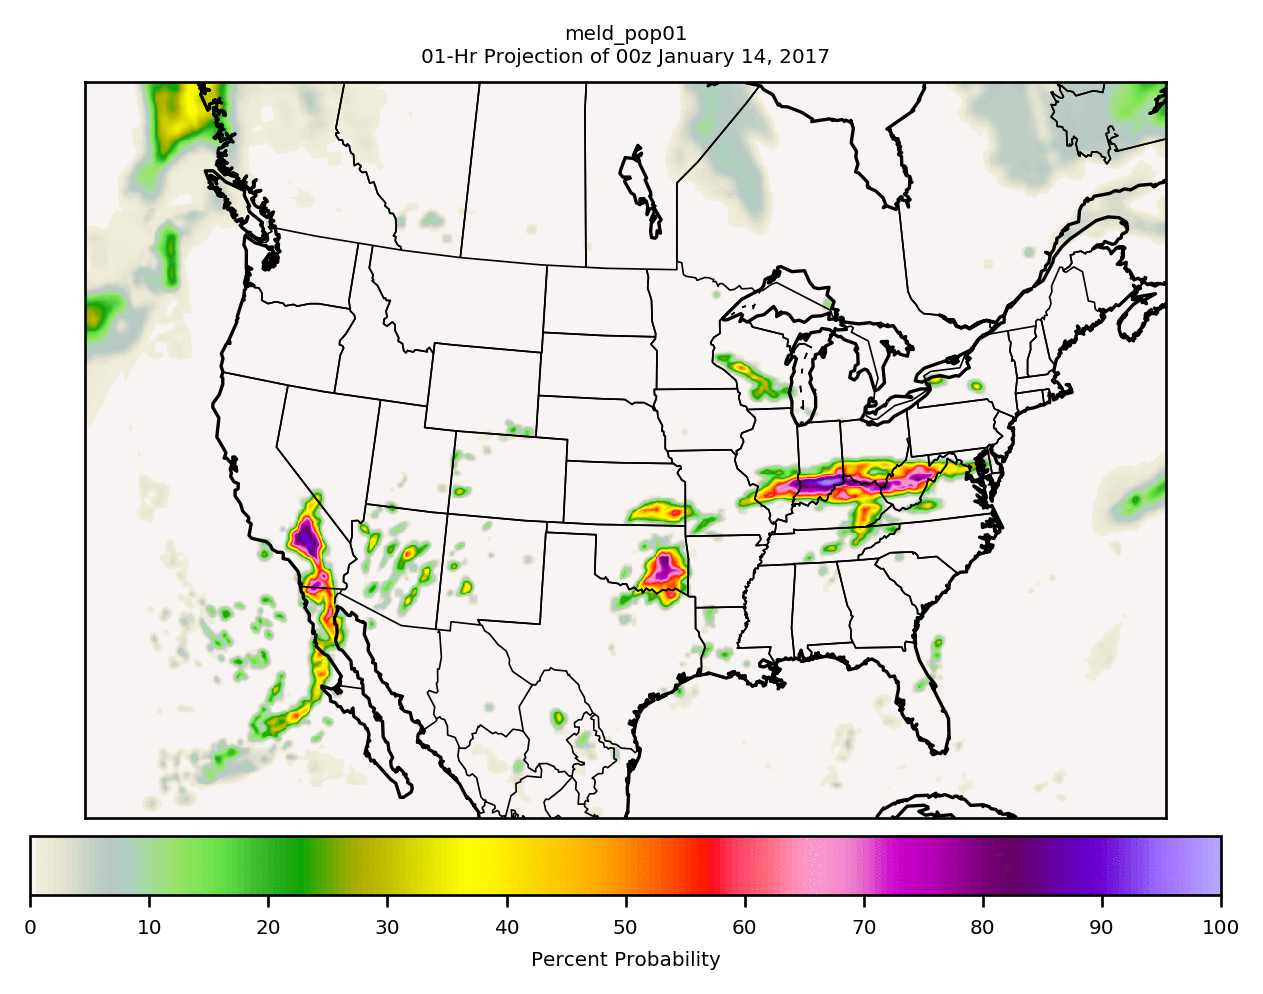 meld_pop01
01-Hr Projection of 00z January 14, 2017
0 10 20 30 40 50 60 70 80 90 100
Percent Probability